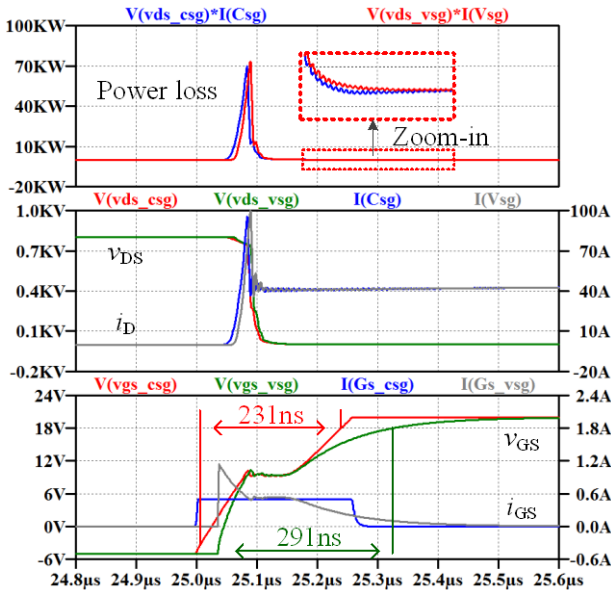 V(vds_csg)*I(Csg) V(vds_vsg)*I(Vsg)
100KW
70KW
40KW
10KW
-20KW
Power loss
Zoom-in
V(vds_csg) V(vds_vsg) I(Csg) I(Vsg)
1.0KV 100A
0.7KV 70A
0.4KV 40A
0.1KV 10A
-0.2KV -20A
vDS
iD
V(vgs_csg) V(vgs_vsg) I(Gs_csg) I(Gs_vsg)
24V 2.4A
18V 1.8A
12V 1.2A
6V 0.6A
0V 0.0A
-6V -0.6A
231ns
vGS
iGS
291ns
24.8µs 24.9µs 25.0µs 25.1µs 25.2µs 25.3µs 25.4µs 25.5µs 25.6µs